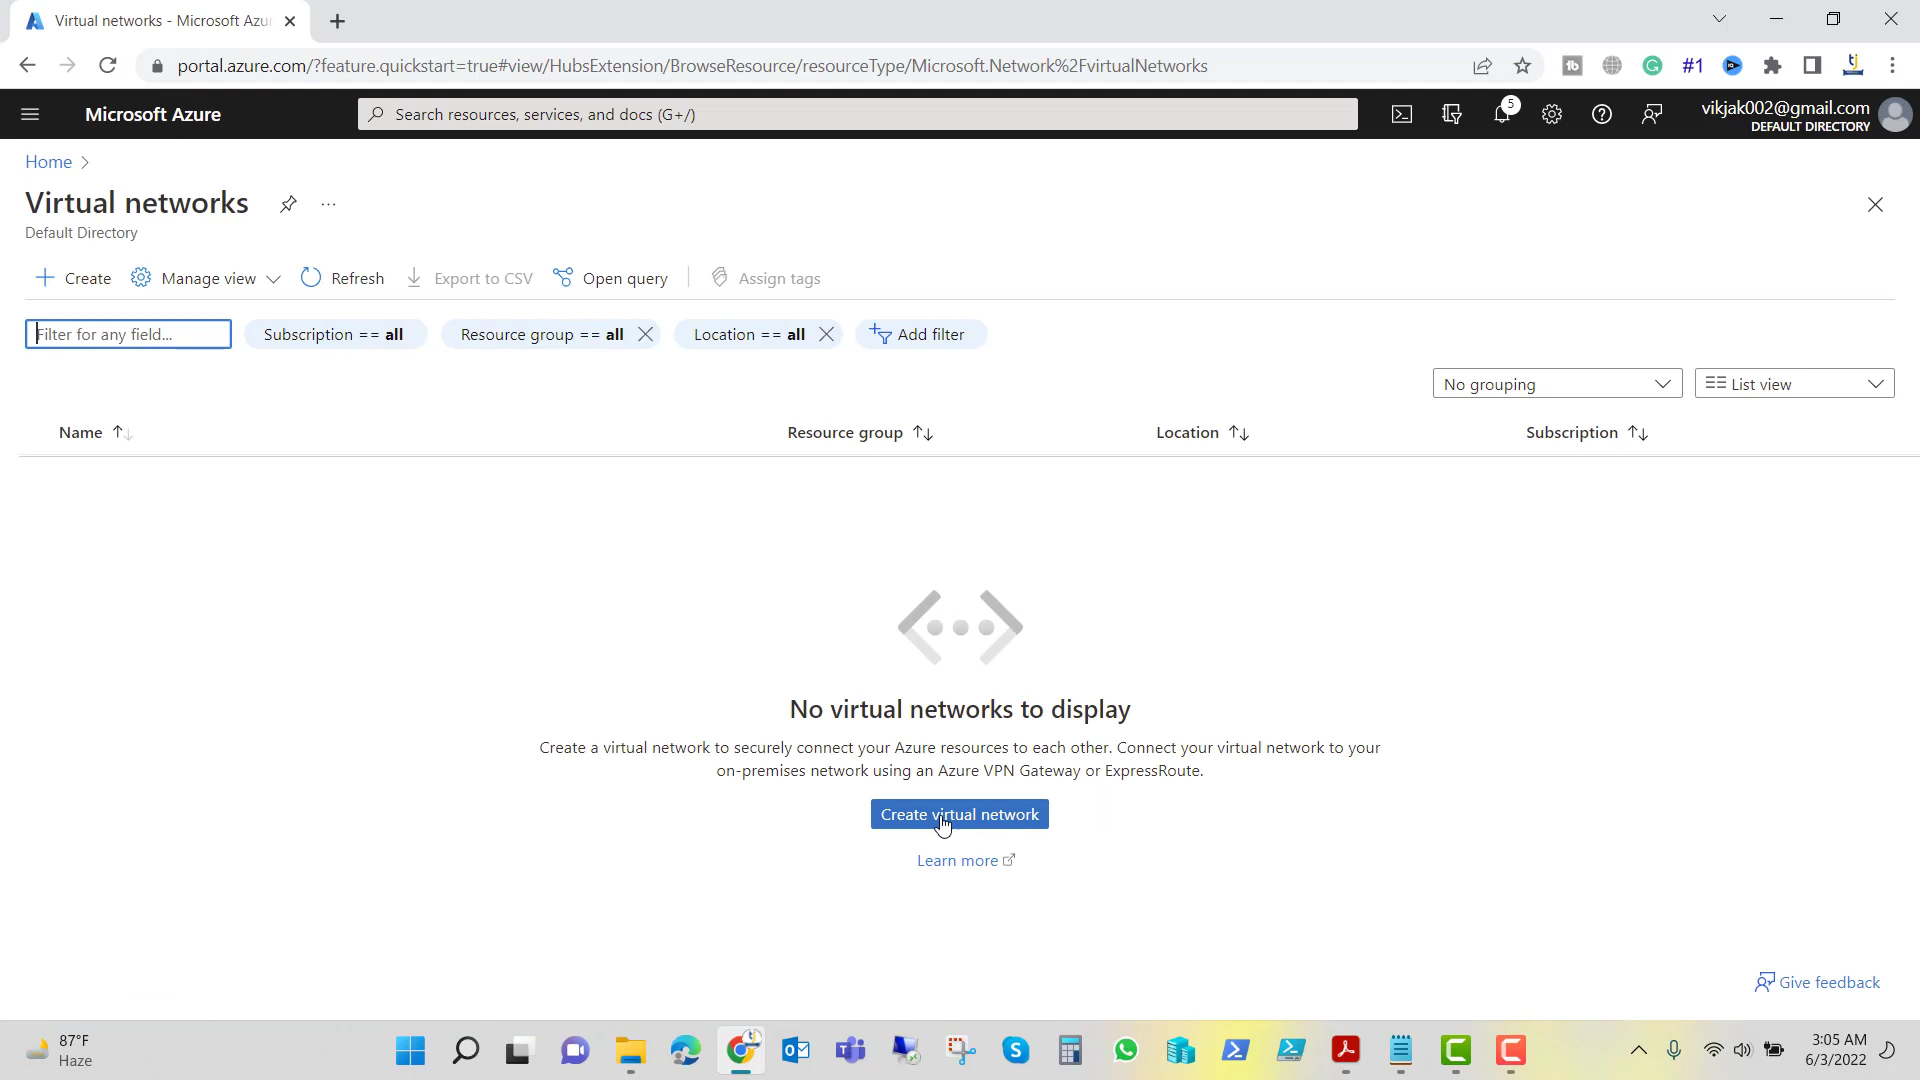 Virtual networks - Microsoft Azur
portal.azure.com/?feature.quickstart=true#view/HubsExtension/BrowseResource/resourceType/Microsoft.Network%2FvirtualNetworks
#1
tj
Microsoft Azure
Search resources, services, and docs (G+/)
5
vikjak002@gmail.com
DEFAULT DIRECTORY
Home
Virtual networks
Default Directory
Create
Manage view
Refresh
Export to CSV
Open query
Assign tags
Filter for any field...
Subscription == all
Resource group == all
Location == all
Add filter
No grouping
List view
Name
Resource group
Location
Subscription
No virtual networks to display
Create a virtual network to securely connect your Azure resources to each other. Connect your virtual network to your
on-premises network using an Azure VPN Gateway or ExpressRoute.
Create virtual network
Learn more
Give feedback
87°F
Haze
3:05 AM
6/3/2022